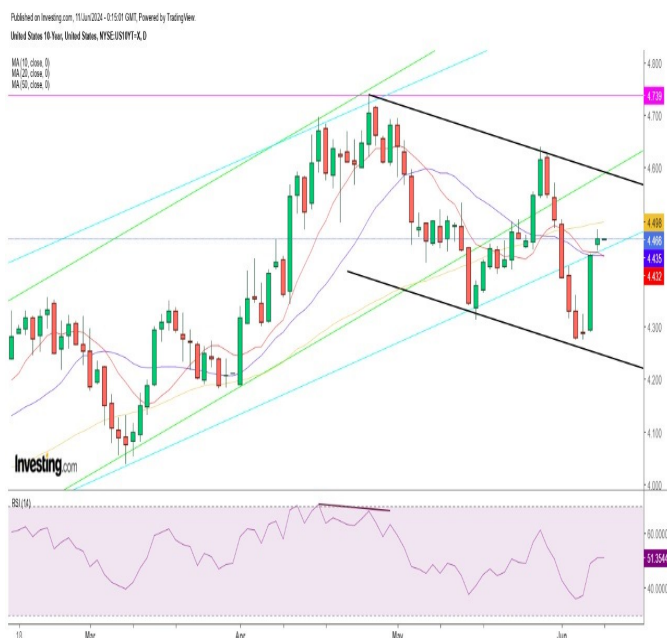 Published on Investing.com, 11/Jun/2024 - 0:15:01 GMT, Powered by TradingView.
United States 10-Year, United States, NYSE:US10YT=X, D
MA (10, close, 0)
MA (20, close, 0)
MA (50, close, 0)
4.800
4.739
4.700
4.600
4.498
4.466
4.435
4.432
4.300
4.200
4.100
4.000
Investing.com
RSI (14)
60.0000
51.3544
40.0000
18 Mar Apr May Jun